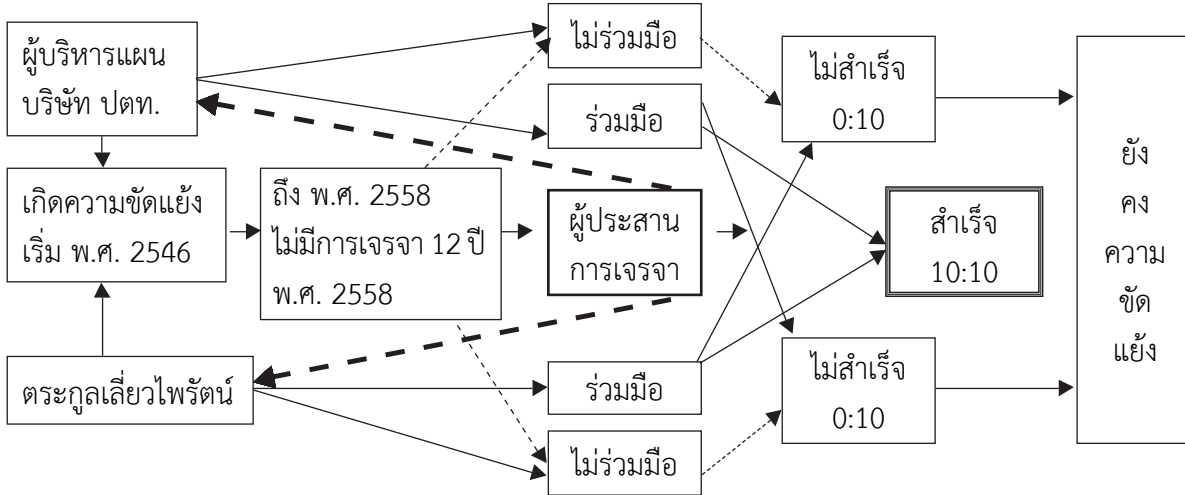 ผู้บริหารแผน
บริษัท ปตท.
เกิดความขัดแย้ง
เริ่ม พ.ศ. 2546
ตระกูลเลี่ยวไพรัตน์
ถึง พ.ศ. 2558
ไม่มีการเจรจา 12 ปี
พ.ศ. 2558
ไม่ร่วมมือ
ร่วมมือ
ผู้ประสาน
การเจรจา
ร่วมมือ
ไม่ร่วมมือ
ไม่สำเร็จ
0:10
สำเร็จ
10:10
ไม่สำเร็จ
0:10
ยัง
คง
ความ
ขัด
แย้ง